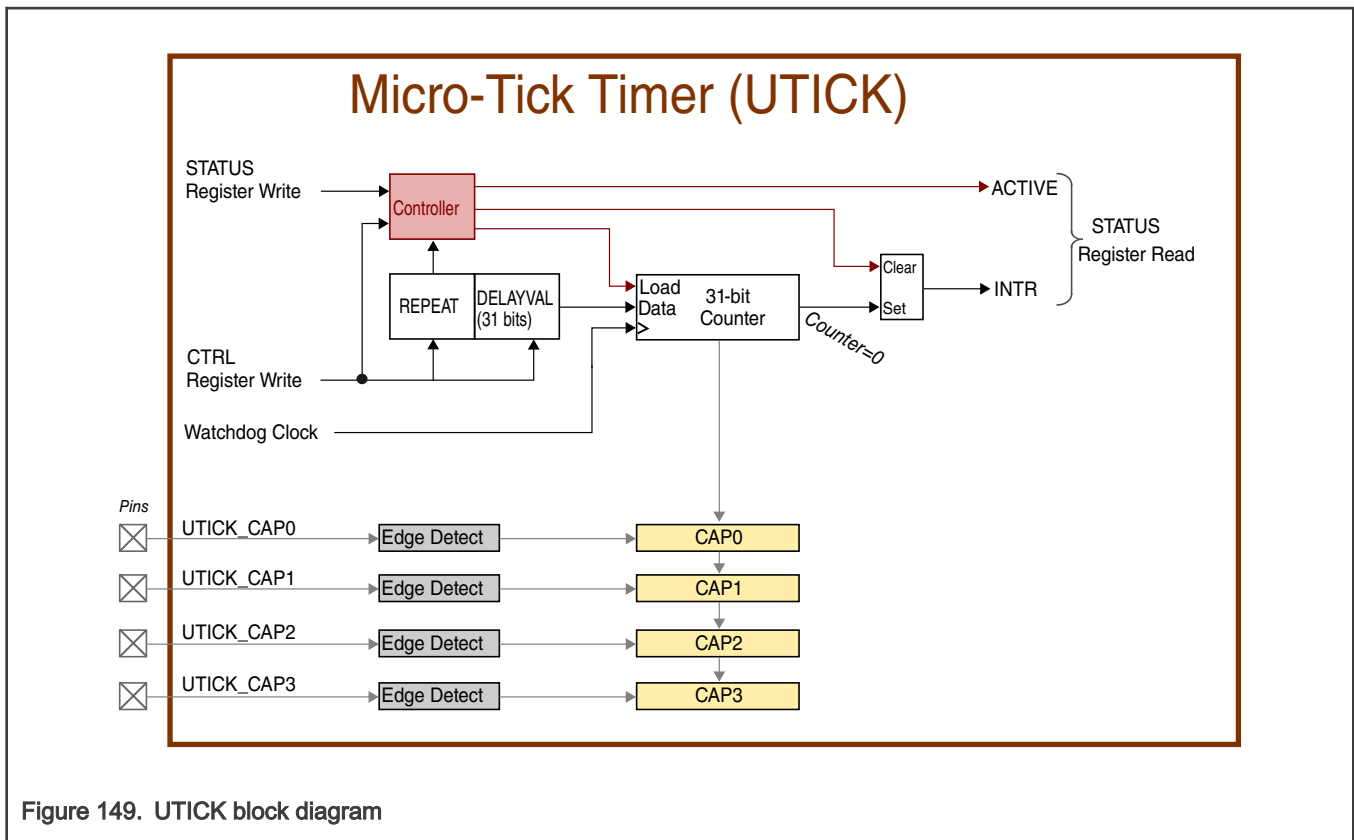 Micro-Tick Timer (UTICK)
STATUS
Register Write
Controller
ACTIVE
STATUS
Register Read
Clear
Set
INTR
REPEAT
DELAYVAL
(31 bits)
Load
Data
31-bit
Counter
Counter=0
CTRL
Register Write
Watchdog Clock
Pins
UTICK_CAP0
Edge Detect
CAP0
UTICK_CAP1
Edge Detect
CAP1
UTICK_CAP2
Edge Detect
CAP2
UTICK_CAP3
Edge Detect
CAP3
Figure 149. UTICK block diagram